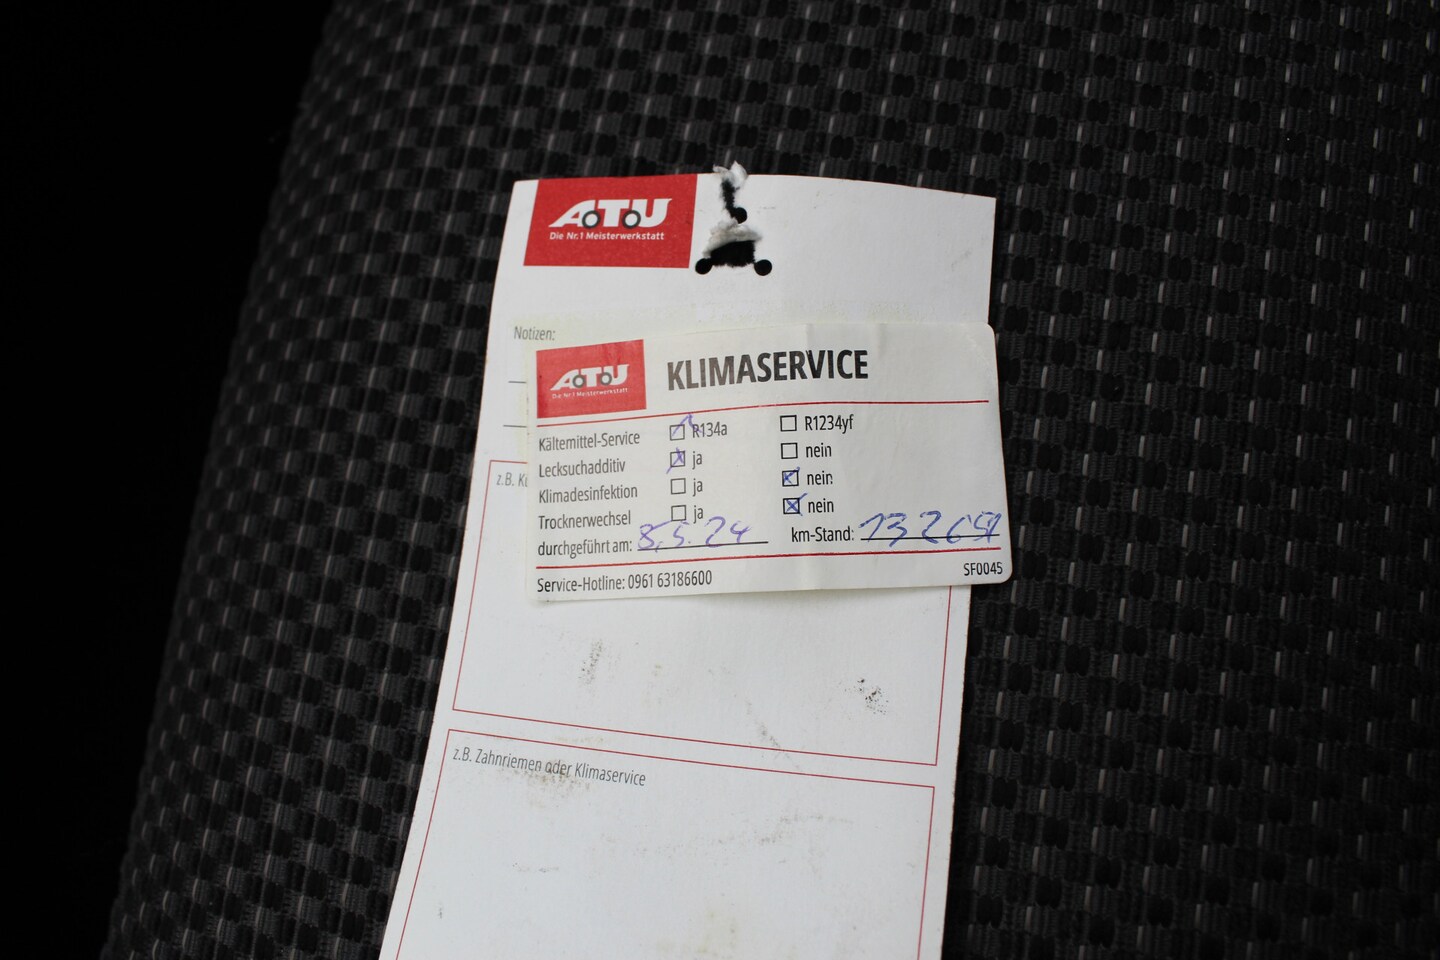 ATU
Die Nr.1 Meisterwerkstatt
Notizen:
ATU
Die Nr.1 Meisterwerkstatt
KLIMASERVICE
Kältemittel-Service R134a R1234yf
Lecksuchadditiv ja nein
Klimadesinfektion ja nein
Trocknerwechsel ja nein
durchgeführt am: 8.5.24 km-Stand:
Service-Hotline: 0961 63186600 SF0045
z.B.
z.B. Zahnriemen oder Klimaservice